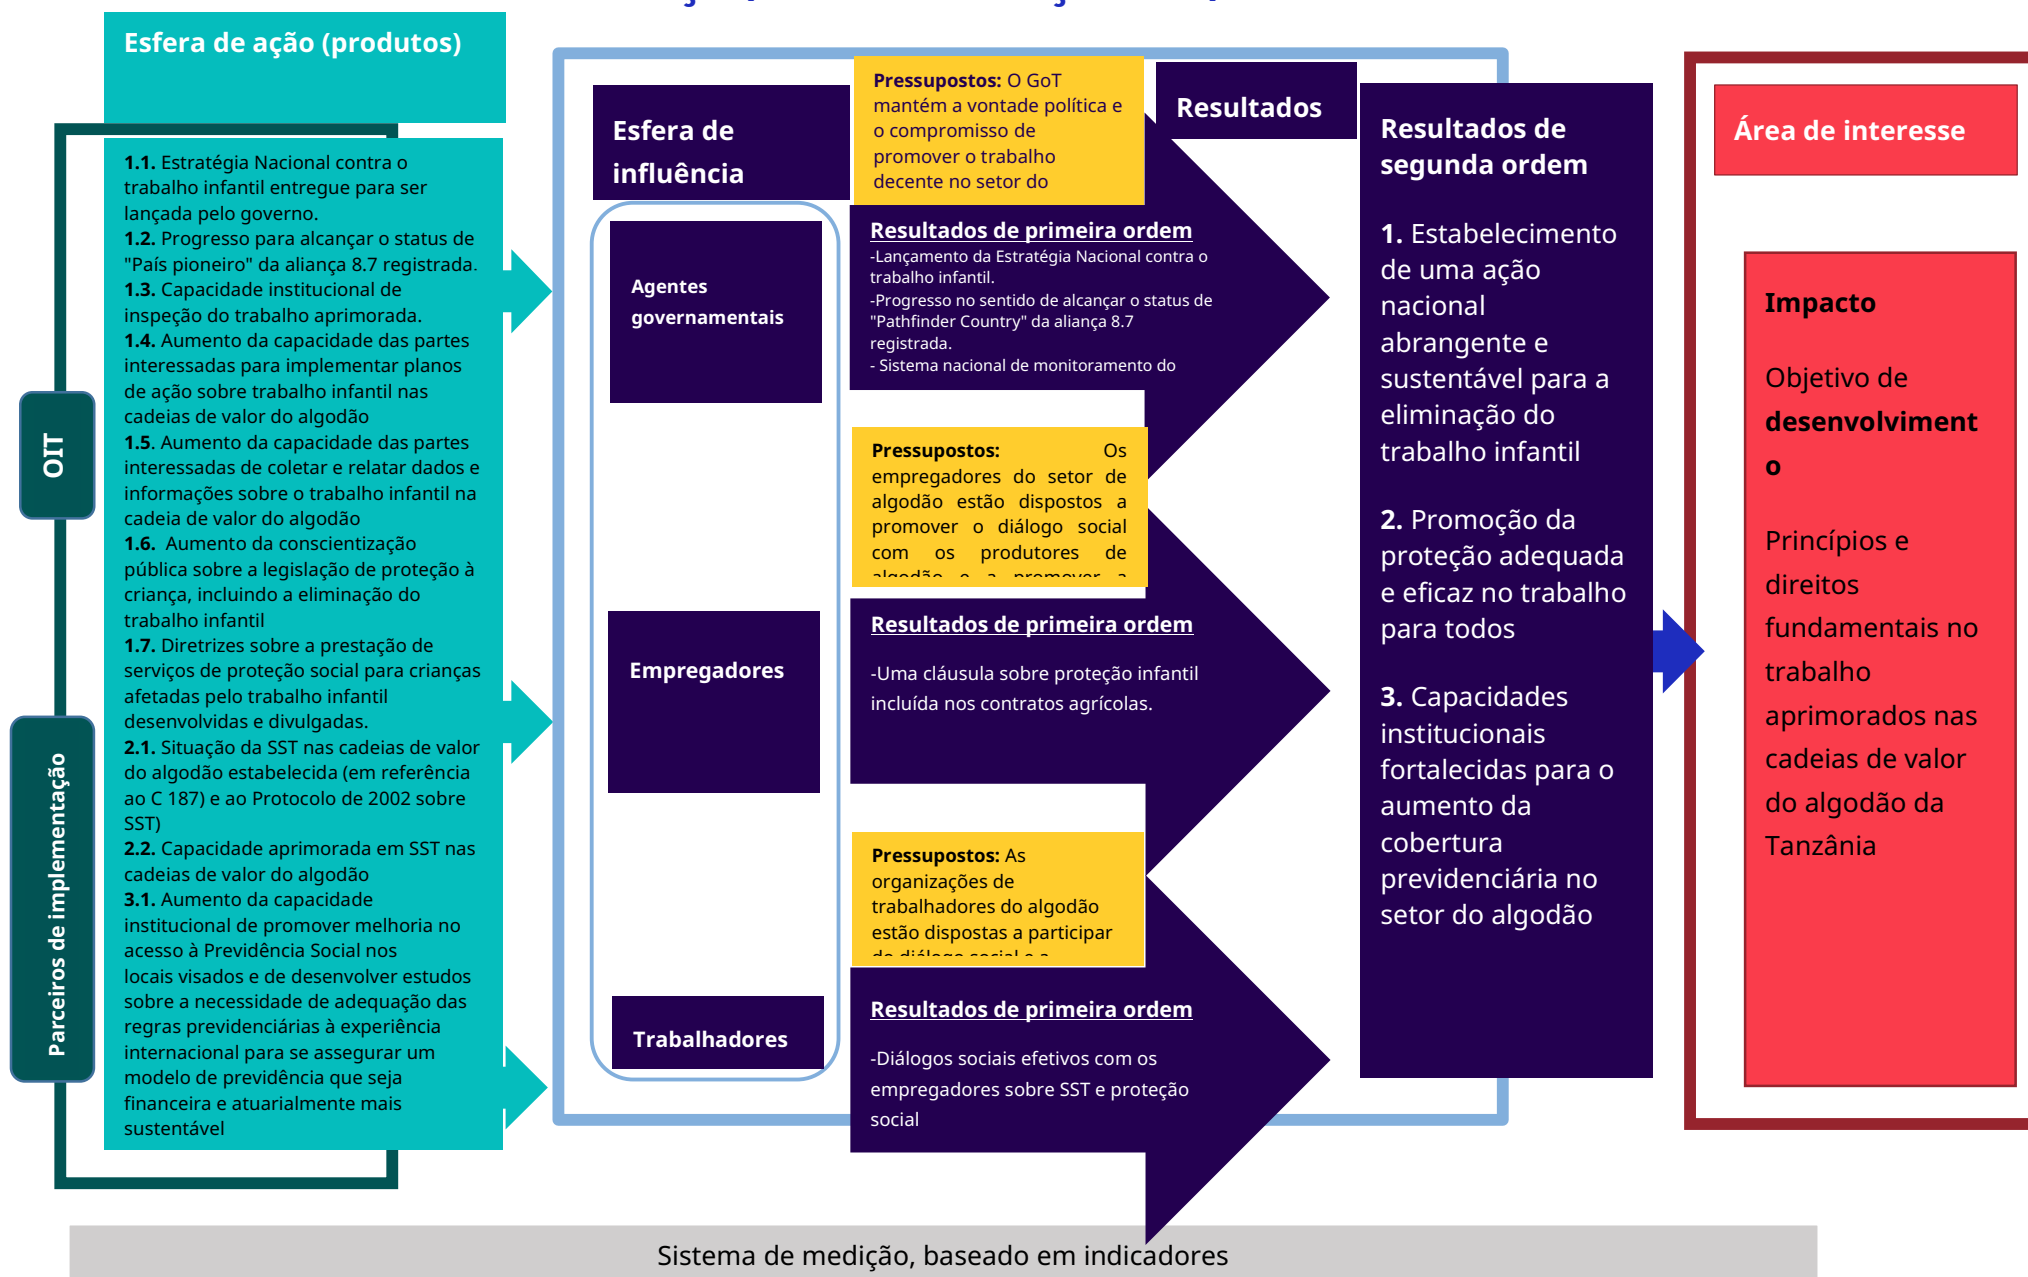 Esfera de ação (produtos)
OIT
Parceiros de implementação
1.1. Estratégia Nacional contra o
trabalho infantil entregue para ser
lançada pelo governo.
1.2. Progresso para alcançar o status de
"País pioneiro" da aliança 8.7 registrada.
1.3. Capacidade institucional de
inspeção do trabalho aprimorada.
1.4. Aumento da capacidade das partes
interessadas para implementar planos
de ação sobre trabalho infantil nas
cadeias de valor do algodão
1.5. Aumento da capacidade das partes
interessadas de coletar e relatar dados e
informações sobre o trabalho infantil na
cadeia de valor do algodão
1.6. Aumento da conscientização
pública sobre a legislação de proteção à
criança, incluindo a eliminação do
trabalho infantil
1.7. Diretrizes sobre a prestação de
serviços de proteção social para crianças
afetadas pelo trabalho infantil
desenvolvidas e divulgadas.
2.1. Situação da SST nas cadeias de valor
do algodão estabelecida (em referência
ao C 187) e ao Protocolo de 2002 sobre
SST)
2.2. Capacidade aprimorada em SST nas
cadeias de valor do algodão
3.1. Aumento da capacidade
institucional de promover melhoria no
acesso à Previdência Social nos
locais visados e de desenvolver estudos
sobre a necessidade de adequação das
regras previdenciárias à experiência
internacional para se assegurar um
modelo de previdência que seja
financeira e atuarialmente mais
sustentável
Esfera de
influência
Agentes
governamentais
Empregadores
Trabalhadores
Resultados
Pressupostos: O GoT
mantém a vontade política e
o compromisso de
promover o trabalho
decente no setor do
Resultados de primeira ordem
-Lançamento da Estratégia Nacional contra o
trabalho infantil.
-Progresso no sentido de alcançar o status de
"Pathfinder Country" da aliança 8.7
registrada.
- Sistema nacional de monitoramento do
Pressupostos: Os
empregadores do setor de
algodão estão dispostos a
promover o diálogo social
com os produtores de
algodão e a promover a
Resultados de primeira ordem
-Uma cláusula sobre proteção infantil
incluída nos contratos agrícolas.
Pressupostos: As
organizações de
trabalhadores do algodão
estão dispostas a participar
do diálogo social e a
Resultados de primeira ordem
-Diálogos sociais efetivos com os
empregadores sobre SST e proteção
social
Resultados de
segunda ordem
1. Estabelecimento
de uma ação
nacional
abrangente e
sustentável para a
eliminação do
trabalho infantil
2. Promoção da
proteção adequada
e eficaz no trabalho
para todos
3. Capacidades
institucionais
fortalecidas para o
aumento da
cobertura
previdenciária no
setor do algodão
Área de interesse
Impacto
Objetivo de
desenvolviment
o
Princípios e
direitos
fundamentais no
trabalho
aprimorados nas
cadeias de valor
do algodão da
Tanzânia
Sistema de medição, baseado em indicadores